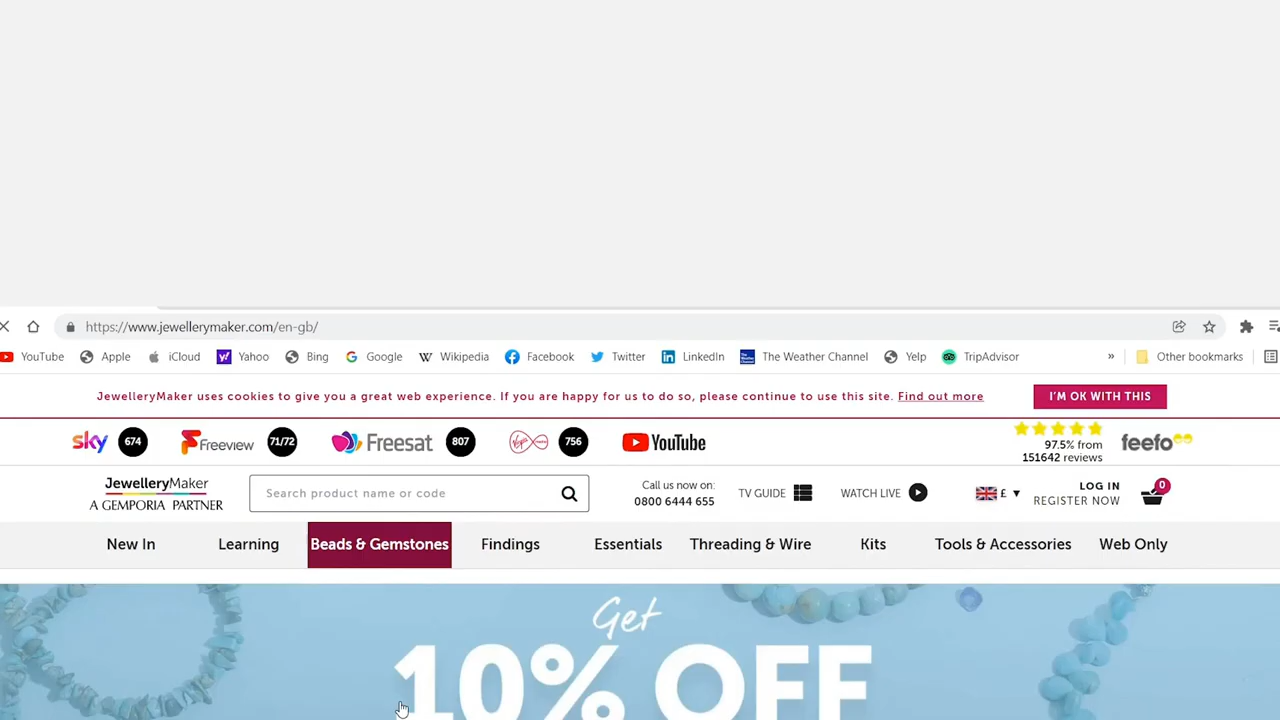 https://www.jewellerymaker.com/en-gb/
YouTube Apple iCloud Yahoo Bing Google Wikipedia Facebook Twitter LinkedIn The Weather Channel Yelp TripAdvisor » Other bookmarks
JewelleryMaker uses cookies to give you a great web experience. If you are happy for us to do so, please continue to use this site. Find out more I'M OK WITH THIS
sky 674 Freeview 71/72 Freesat 807 Virgin media 756 YouTube 97.5% from feefo
151642 reviews
JewelleryMaker
A GEMPORIA PARTNER
Search product name or code
Call us now on:
0800 6444 655
TV GUIDE WATCH LIVE £ ▼
LOG IN
REGISTER NOW
0
New In Learning Beads & Gemstones Findings Essentials Threading & Wire Kits Tools & Accessories Web Only
Get
10% OFF